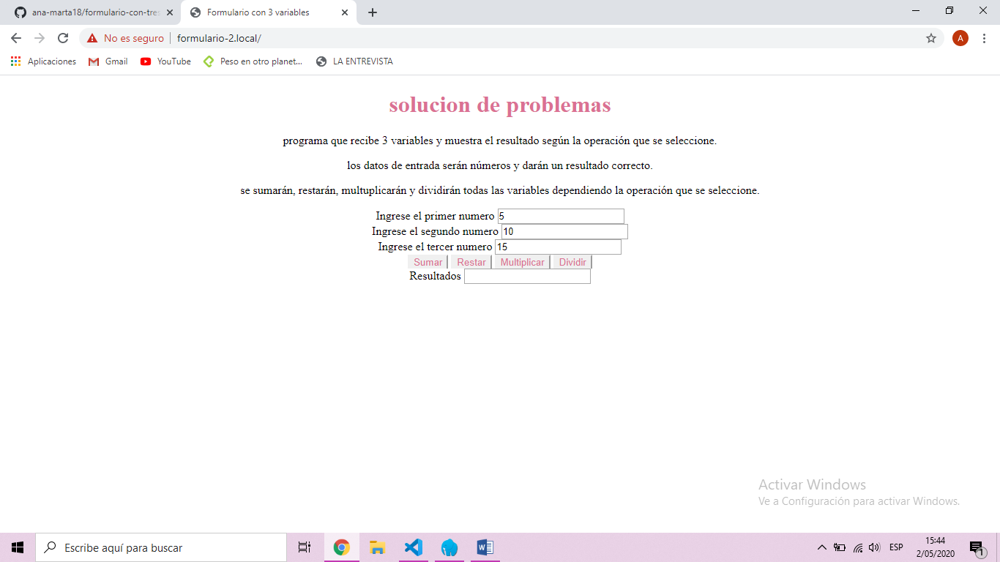 ana-marta18/formulario-con-tres
Formulario con 3 variables
No es seguro
formulario-2.local/
A
Aplicaciones
Gmail
YouTube
Peso en otro planet...
LA ENTREVISTA
solucion de problemas
programa que recibe 3 variables y muestra el resultado según la operación que se seleccione.
los datos de entrada serán números y darán un resultado correcto.
se sumarán, restarán, multuplicarán y dividirán todas las variables dependiendo la operación que se seleccione.
Ingrese el primer numero 5
Ingrese el segundo numero 10
Ingrese el tercer numero 15
Sumar Restar Multiplicar Dividir
Resultados
Activar Windows
Ve a Configuración para activar Windows.
Escribe aquí para buscar
ESP
15:44
2/05/2020
1